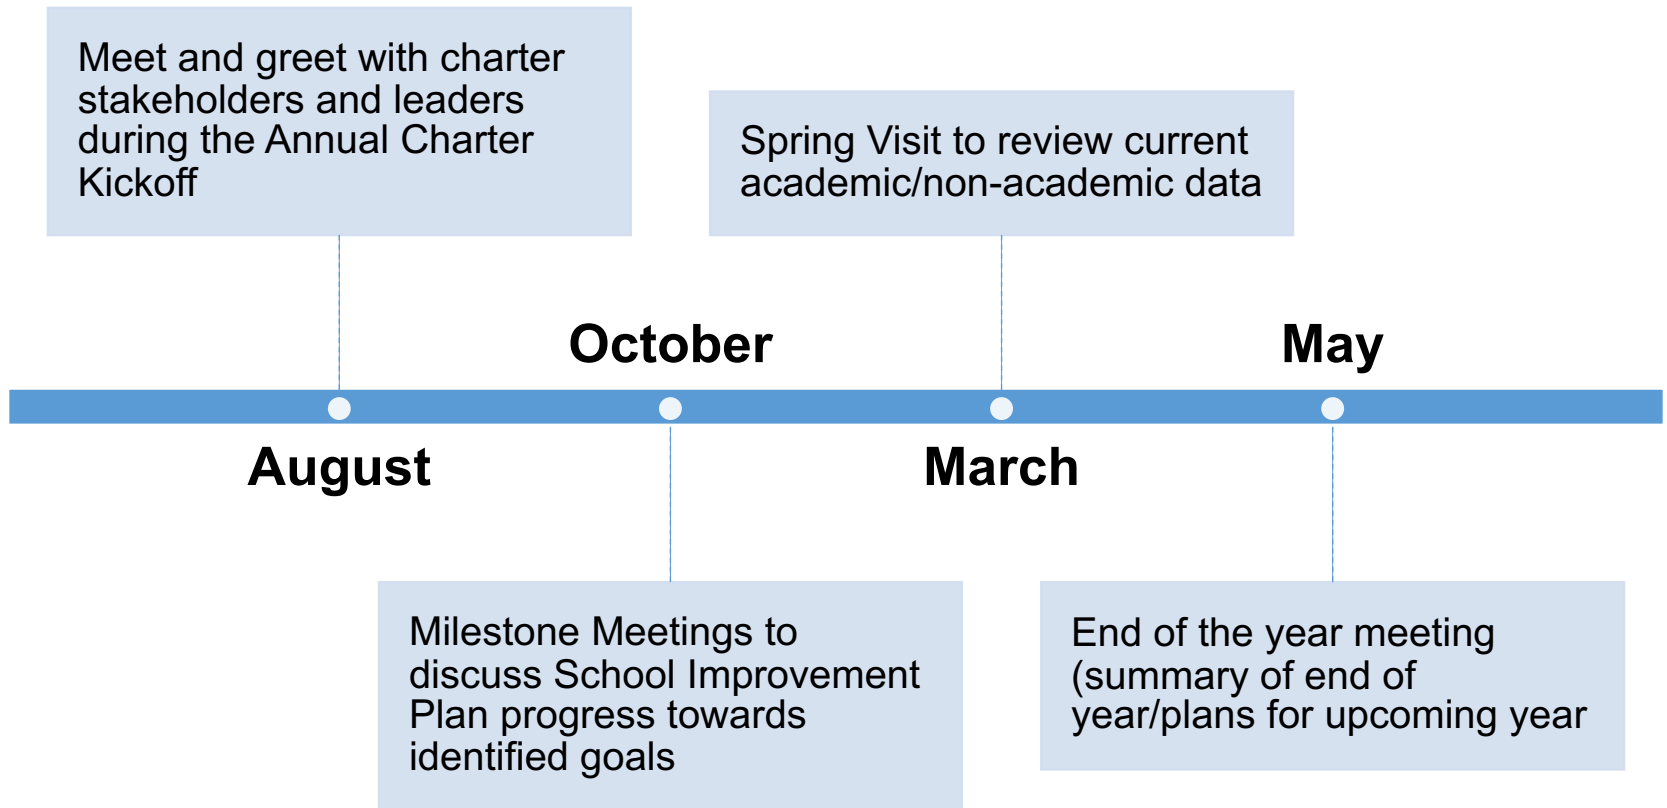 Meet and greet with charter
stakeholders and leaders
during the Annual Charter
Kickoff
Spring Visit to review current
academic/non-academic data
October
May
August
March
Milestone Meetings to
discuss School Improvement
Plan progress towards
identified goals
End of the year meeting
(summary of end of
year/plans for upcoming year